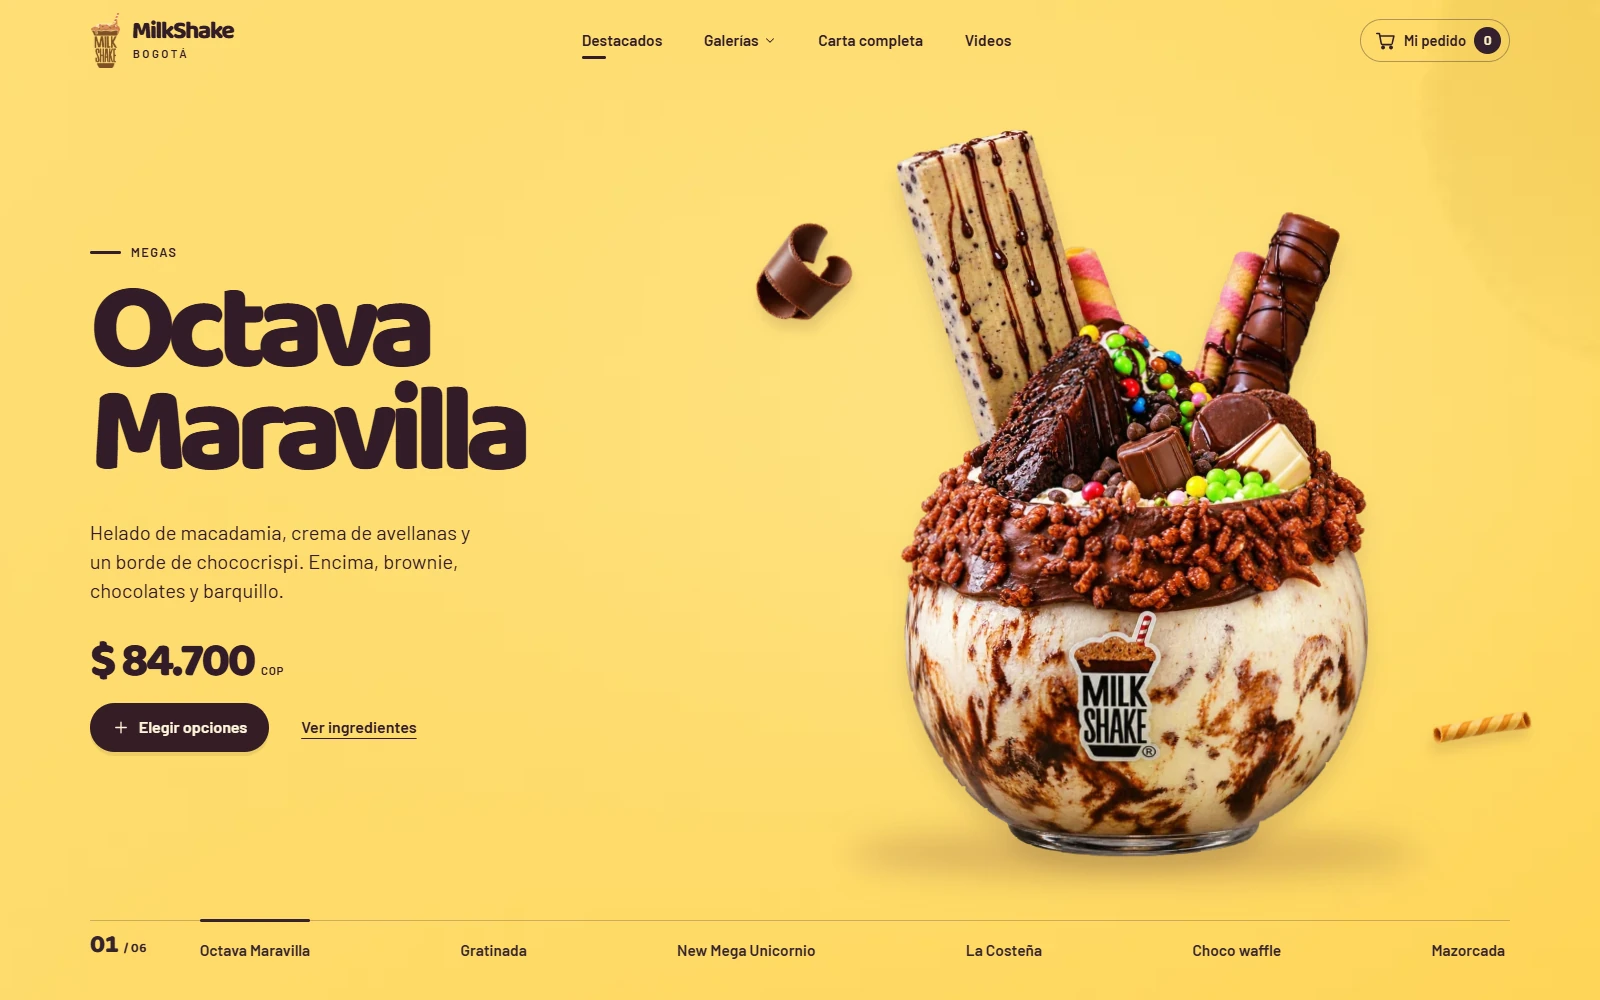 MILK
SHAKE
MilkShake
BOGOTÁ
Destacados
Galerías
Carta completa
Videos
Mi pedido 0
MEGAS
Octava
Maravilla
Helado de macadamia, crema de avellanas y
un borde de chococrispi. Encima, brownie,
chocolates y barquillo.
$ 84.700 COP
Elegir opciones
Ver ingredientes
MILK
SHAKE
®
01 / 06
Octava Maravilla
Gratinada
New Mega Unicornio
La Costeña
Choco waffle
Mazorcada